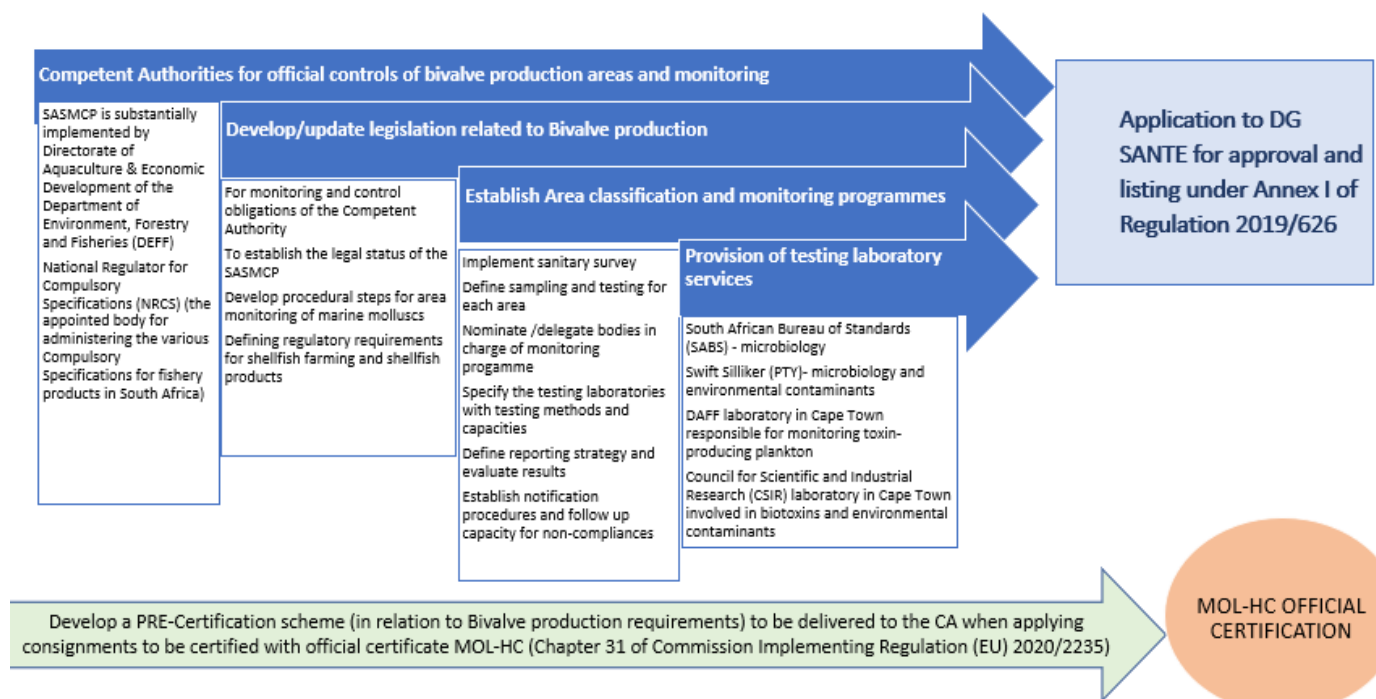 Competent Authorities for official controls of bivalve production areas and monitoring
SASMCP is substantially
implemented by
Directorate of
Aquaculture & Economic
Development of the
Department of
Environment, Forestry
and Fisheries (DEFF)
National Regulator for
Compulsory
Specifications (NRCS) (the
appointed body for
administering the various
Compulsory
Specifications for fishery
products in South Africa)
Develop/update legislation related to Bivalve production
For monitoring and control
obligations of the Competent
Authority
To establish the legal status of the
SASMCP
Develop procedural steps for area
monitoring of marine molluscs
Defining regulatory requirements
for shellfish farming and shellfish
products
Establish Area classification and monitoring programmes
Implement sanitary survey
Define sampling and testing for
each area
Nominate /delegate bodies in
charge of monitoring
progamme
Specify the testing laboratories
with testing methods and
capacities
Define reporting strategy and
evaluate results
Establish notification
procedures and follow up
capacity for non-compliances
Provision of testing laboratory
services
South African Bureau of Standards
(SABS) - microbiology
Swift Silliker (PTY)- microbiology and
environmental contaminants
DAFF laboratory in Cape Town
responsible for monitoring toxin-
producing plankton
Council for Scientific and Industrial
Research (CSIR) laboratory in Cape Town
involved in biotoxins and environmental
contaminants
Application to DG
SANTE for approval and
listing under Annex I of
Regulation 2019/626
Develop a PRE-Certification scheme (in relation to Bivalve production requirements) to be delivered to the CA when applying
consignments to be certified with official certificate MOL-HC (Chapter 31 of Commission Implementing Regulation (EU) 2020/2235)
MOL-HC OFFICIAL
CERTIFICATION